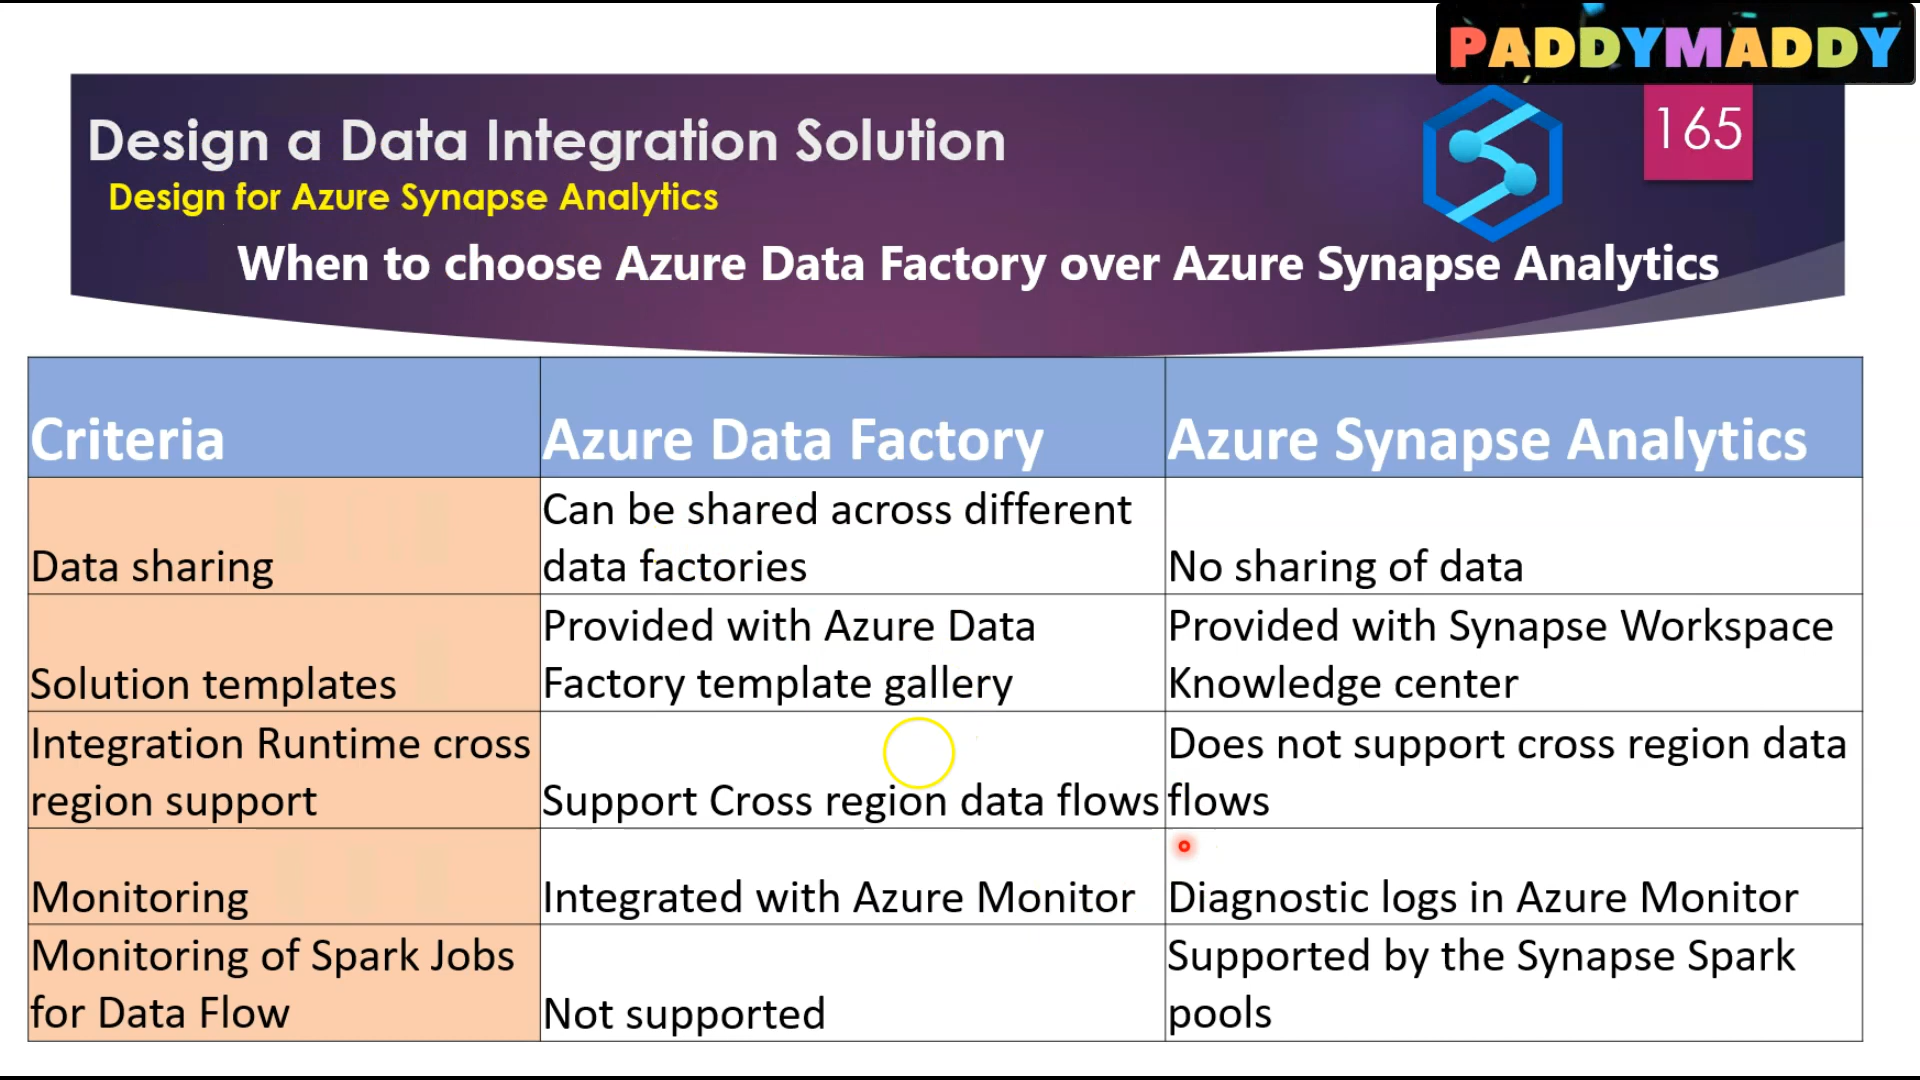 PADDYMADDY
165
Design a Data Integration Solution
Design for Azure Synapse Analytics
When to choose Azure Data Factory over Azure Synapse Analytics
Criteria
Azure Data Factory
Azure Synapse Analytics
Data sharing
Can be shared across different
data factories
No sharing of data
Solution templates
Provided with Azure Data
Factory template gallery
Provided with Synapse Workspace
Knowledge center
Integration Runtime cross
region support
Support Cross region data flows
Does not support cross region data
flows
Monitoring
Integrated with Azure Monitor
Diagnostic logs in Azure Monitor
Monitoring of Spark Jobs
for Data Flow
Not supported
Supported by the Synapse Spark
pools